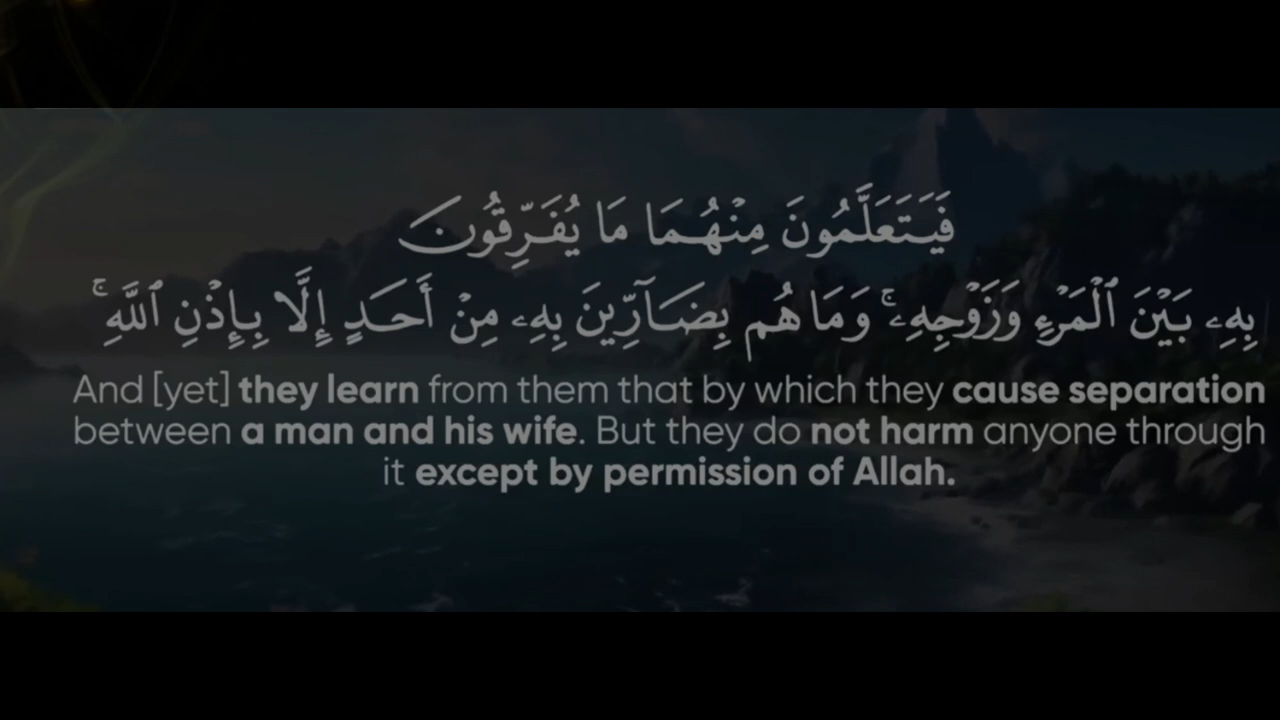 فَيَتَعَلَّمُونَ مِنْهُمَا مَا يُفَرِّقُونَ
بِهِۦ بَيْنَ ٱلْمَرْءِ وَزَوْجِهِۦۚ وَمَا هُم بِضَآرِّينَ بِهِۦ مِنْ أَحَدٍ إِلَّا بِإِذْنِ ٱللَّهِۚ
And [yet] they learn from them that by which they cause separation
between a man and his wife. But they do not harm anyone through
it except by permission of Allah.